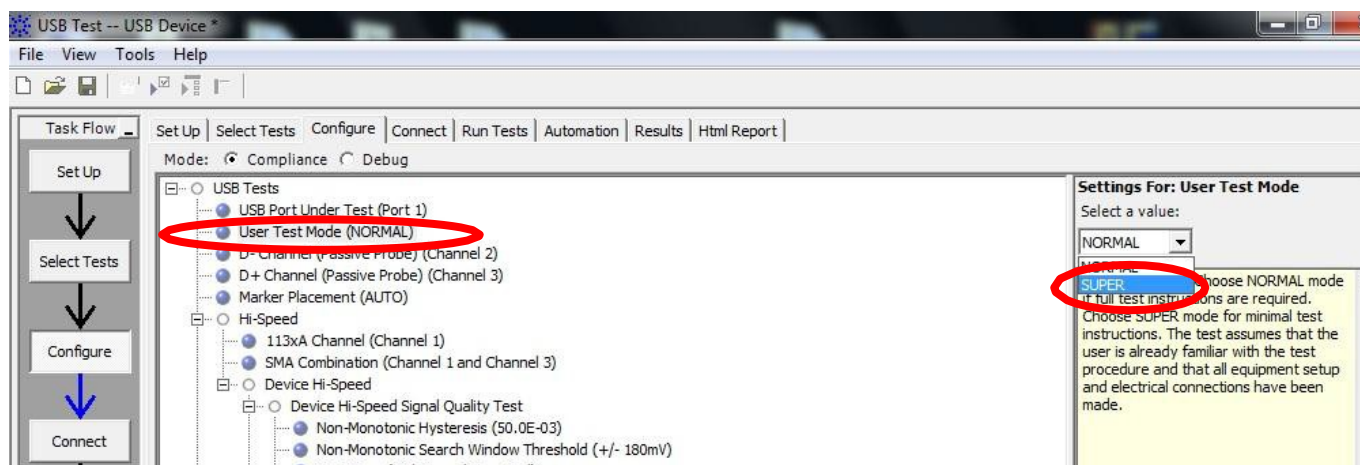 USB Test -- USB Device *
File View Tools Help
Task Flow
Set Up Select Tests Configure Connect Run Tests Automation Results Html Report
Mode: Compliance Debug
Set Up
Select Tests
Configure
Connect
USB Tests
USB Port Under Test (Port 1)
User Test Mode (NORMAL)
D- Channel (Passive Probe) (Channel 2)
D+ Channel (Passive Probe) (Channel 3)
Marker Placement (AUTO)
Hi-Speed
113xA Channel (Channel 1)
SMA Combination (Channel 1 and Channel 3)
Device Hi-Speed
Device Hi-Speed Signal Quality Test
Non-Monotonic Hysteresis (50.0E-03)
Non-Monotonic Search Window Threshold (+/- 180mV)
Settings For: User Test Mode
Select a value:
NORMAL
NORMAL
SUPER
Choose NORMAL mode
if full test instructions are required.
Choose SUPER mode for minimal test
instructions. The test assumes that the
user is already familiar with the test
procedure and that all equipment setup
and electrical connections have been
made.